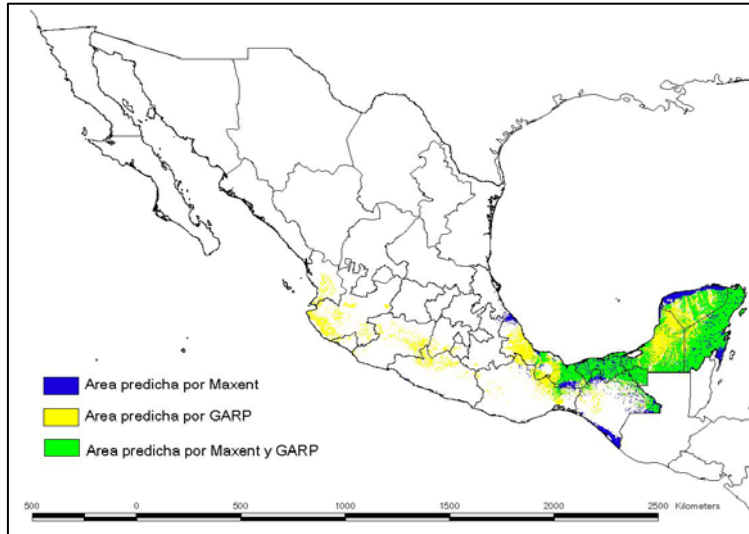 Area predicha por Maxent
Area predicha por GARP
Area predicha por Maxent y GARP
500 0 500 1000 1500 2000 2500 Kilometers